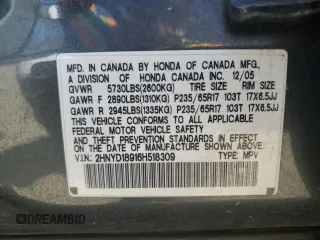 MFD. IN CANADA BY HONDA OF CANADA MFG.,
A DIVISION OF HONDA CANADA INC. 12/05
GVWR 5730LBS(2600KG) TIRE SIZE RIM SIZE
GAWR F 2890LBS(1310KG) P235/65R17 103T 17X6.5JJ
GAWR R 2945LBS(1335KG) P235/65R17 103T 17X6.5JJ
THIS VEHICLE CONFORMS TO ALL APPLICABLE
FEDERAL MOTOR VEHICLE SAFETY
AND THEFT PREVENTION STANDARDS IN EFFECT
ON THE DATE OF MANUFACTURE SHOWN ABOVE.
V.I.N: 2HNYD18916H518309 TYPE: MPV
DREAMBID